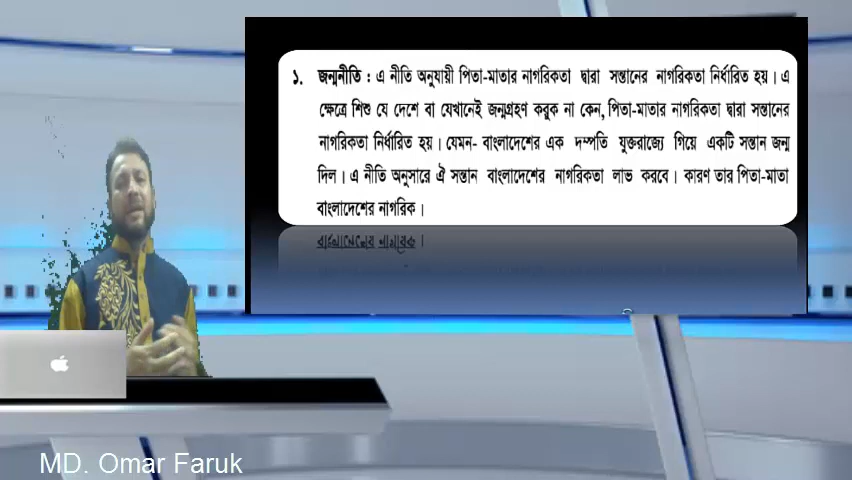 ১. জন্মনীতি : এ নীতি অনুযায়ী পিতা-মাতার নাগরিকতা দ্বারা সন্তানের নাগরিকতা নির্ধারিত হয়। এ
ক্ষেত্রে শিশু যে দেশে বা যেখানেই জন্মগ্রহণ করুক না কেন, পিতা-মাতার নাগরিকতা দ্বারা সন্তানের
নাগরিকতা নির্ধারিত হয়। যেমন- বাংলাদেশের এক দম্পতি যুক্তরাজ্যে গিয়ে একটি সন্তান জন্ম
দিল। এ নীতি অনুসারে ঐ সন্তান বাংলাদেশের নাগরিকতা লাভ করবে। কারণ তার পিতা-মাতা
বাংলাদেশের নাগরিক।
MD. Omar Faruk